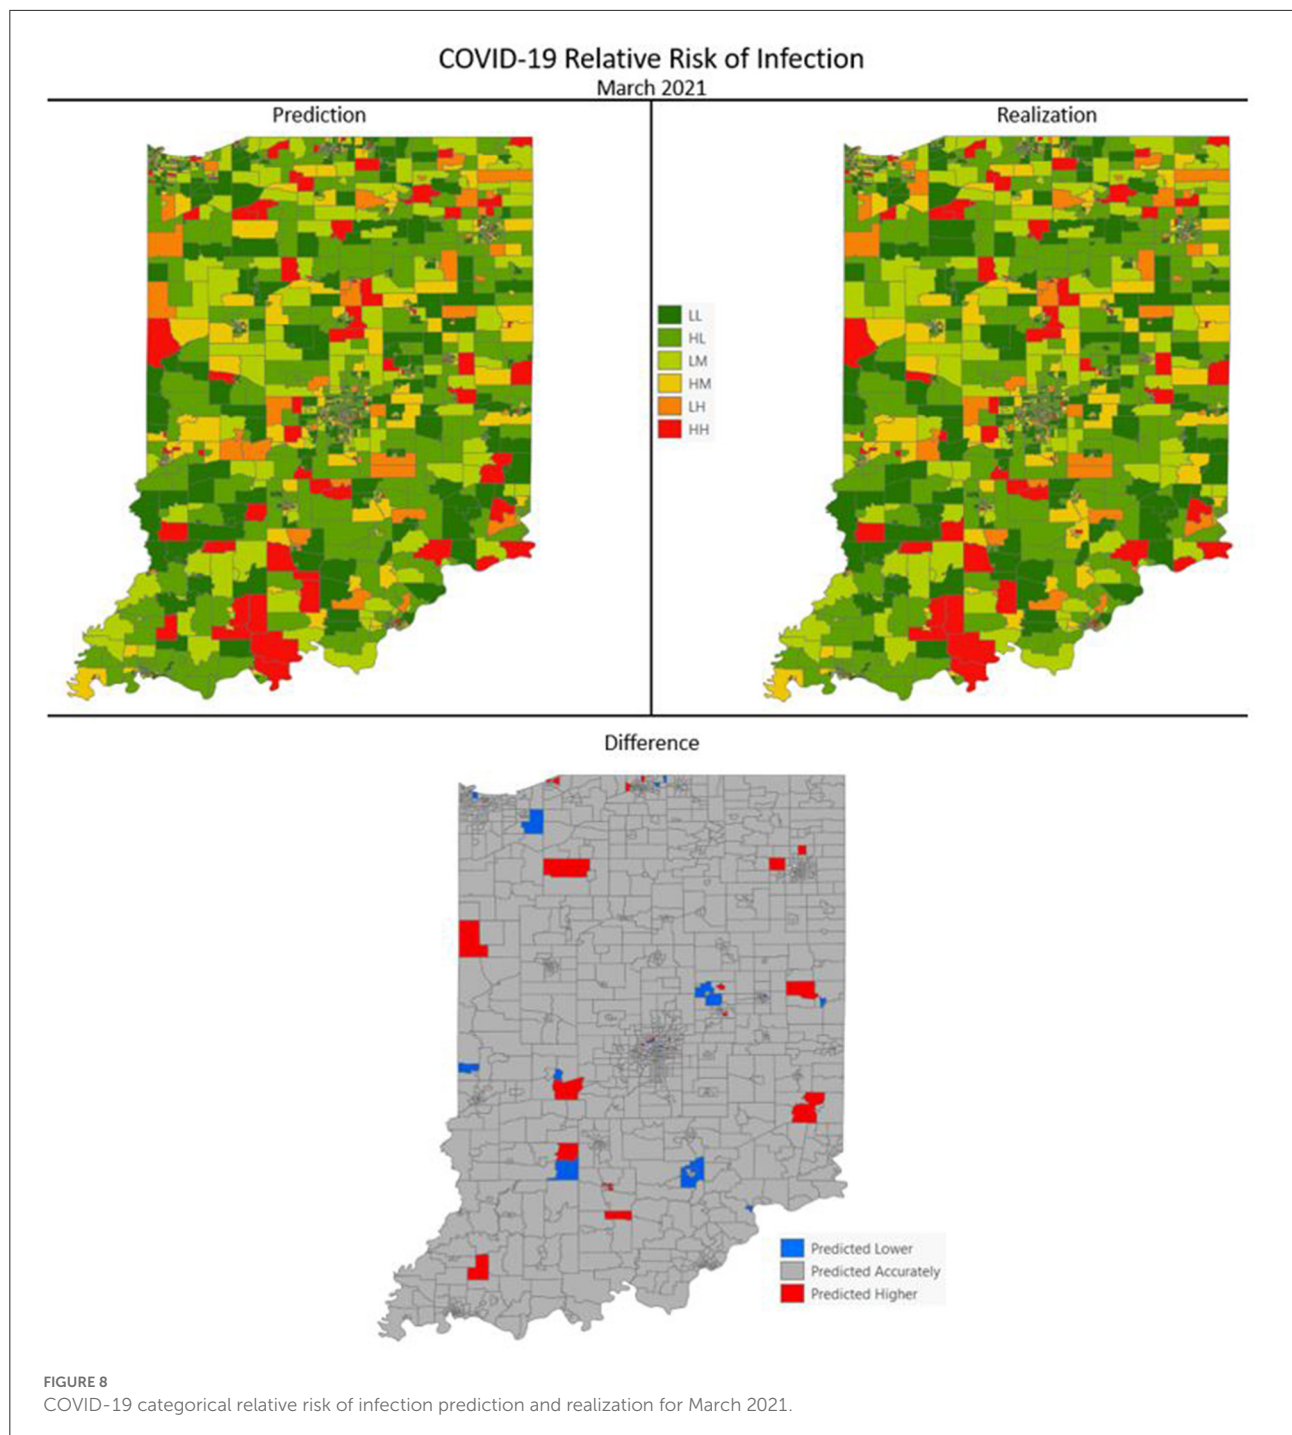 COVID-19 Relative Risk of Infection
March 2021
Prediction
Realization
LL
HL
LM
HM
LH
HH
Difference
Predicted Lower
Predicted Accurately
Predicted Higher
FIGURE 8
COVID-19 categorical relative risk of infection prediction and realization for March 2021.